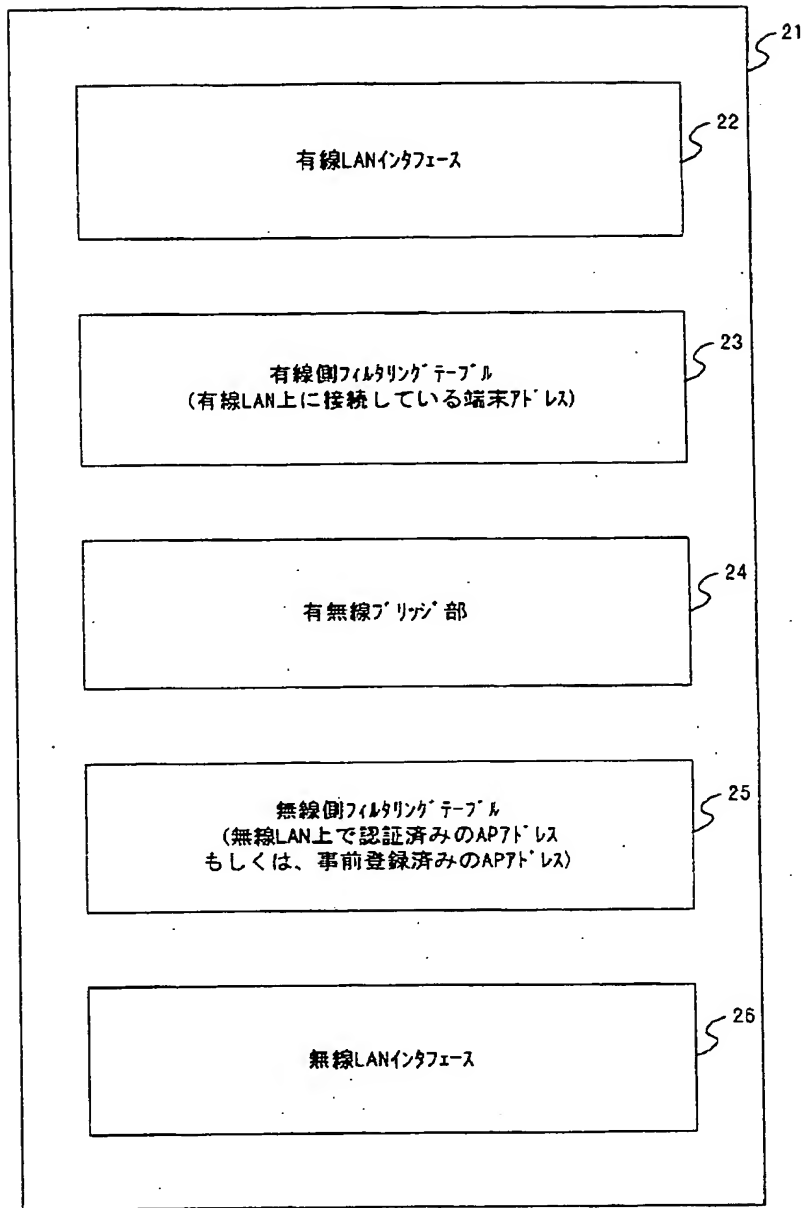 21
22
有線LANｲﾝﾀﾌｪｰｽ
23
有線側ﾌｨﾙﾀﾘﾝｸﾞﾃｰﾌﾞﾙ
(有線LAN上に接続している端末ｱﾄﾞﾚｽ)
24
有無線ﾌﾞﾘｯｼﾞ部
25
無線側ﾌｨﾙﾀﾘﾝｸﾞﾃｰﾌﾞﾙ
(無線LAN上で認証済みのAPｱﾄﾞﾚｽ
もしくは、事前登録済みのAPｱﾄﾞﾚｽ)
26
無線LANｲﾝﾀﾌｪｰｽ